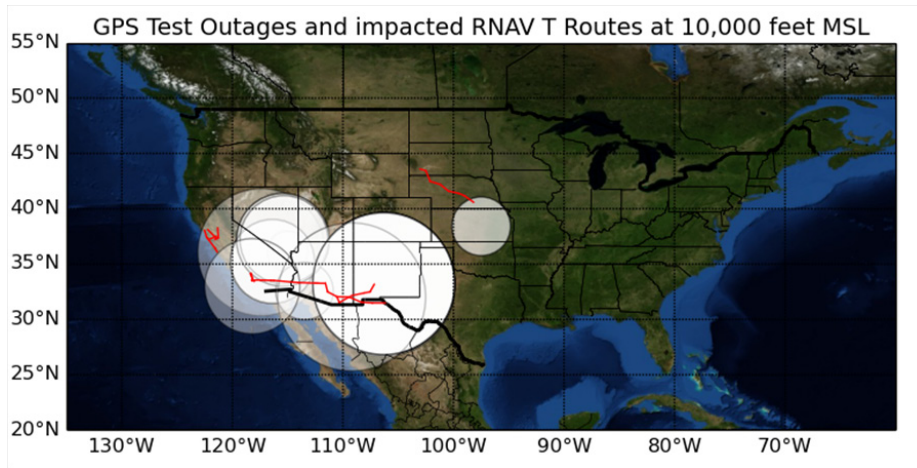 GPS Test Outages and impacted RNAV T Routes at 10,000 feet MSL
55°N
50°N
45°N
40°N
35°N
30°N
25°N
20°N
130°W 120°W 110°W 100°W 90°W 80°W 70°W